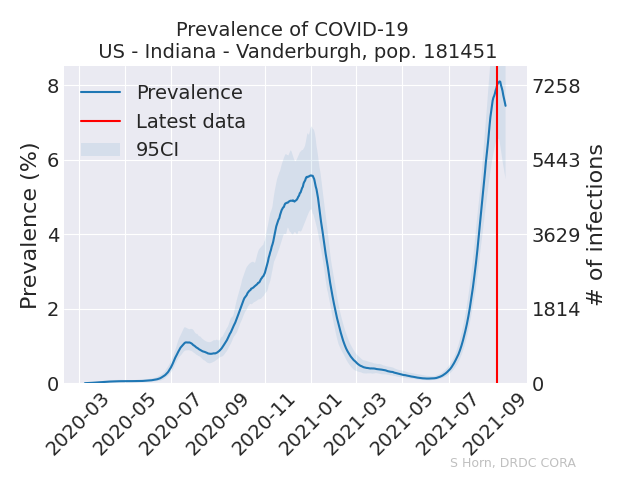 Prevalence of COVID-19
US - Indiana - Vanderburgh, pop. 181451
Prevalence
Latest data
95CI
Prevalence (%)
8
6
4
2
0
7258
5443
3629
1814
0
# of infections
2020-03
2020-05
2020-07
2020-09
2020-11
2021-01
2021-03
2021-05
2021-07
2021-09
S Horn, DRDC CORA